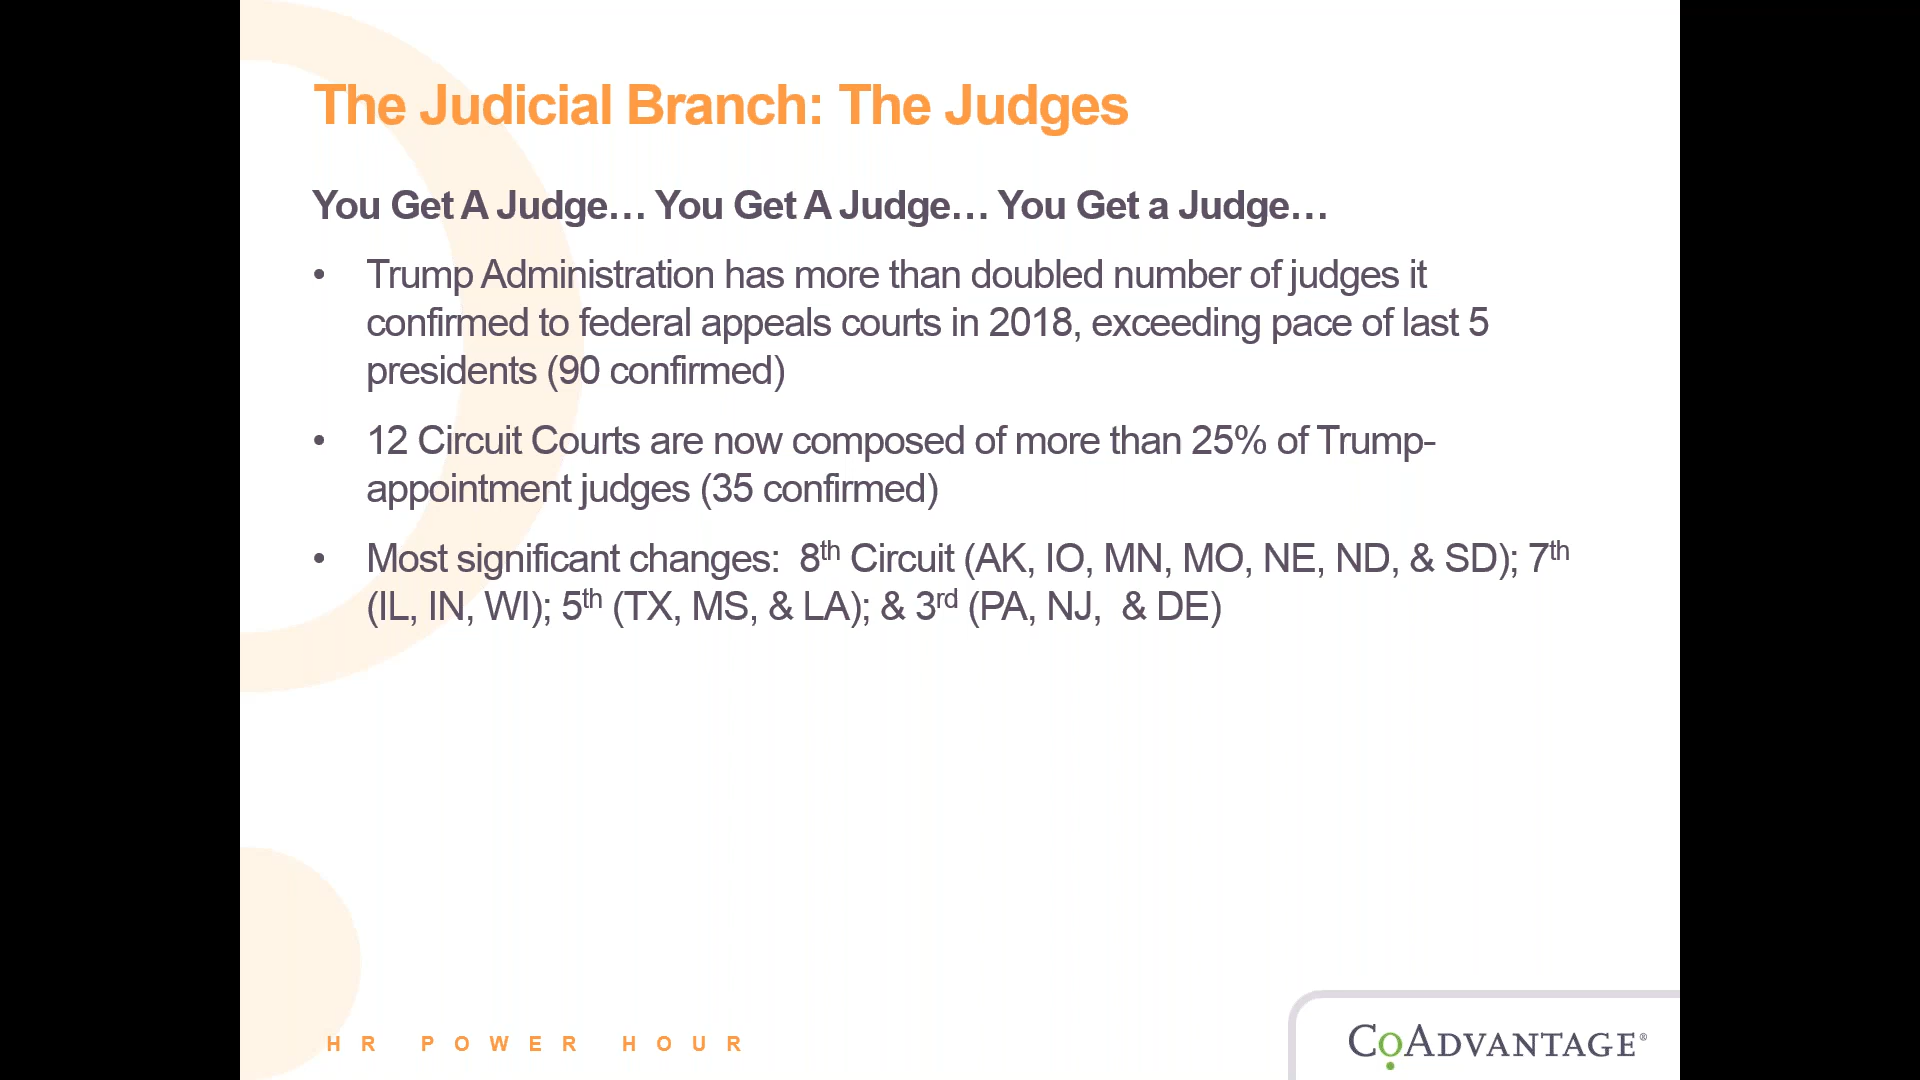 The Judicial Branch: The Judges
You Get A Judge… You Get A Judge… You Get a Judge…
• Trump Administration has more than doubled number of judges it
confirmed to federal appeals courts in 2018, exceeding pace of last 5
presidents (90 confirmed)
• 12 Circuit Courts are now composed of more than 25% of Trump-
appointment judges (35 confirmed)
• Most significant changes:  8th Circuit (AK, IO, MN, MO, NE, ND, & SD); 7th
(IL, IN, WI); 5th (TX, MS, & LA); & 3rd (PA, NJ,  & DE)
HR POWER HOUR
CoAdvantage®